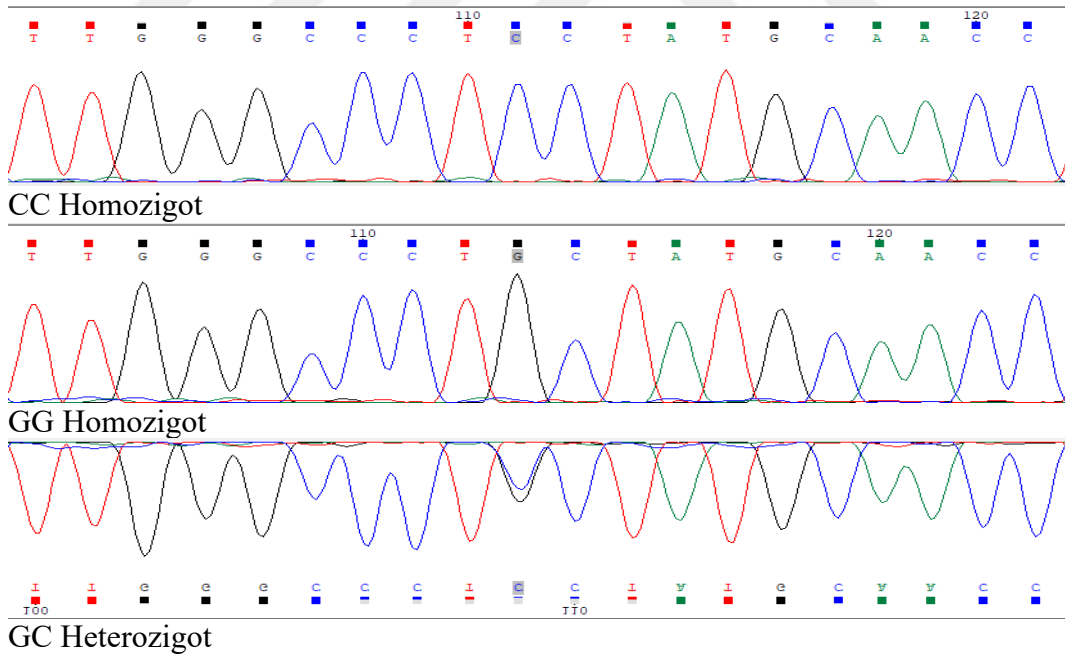 110 120
T T G G G C C C T C C T A T G C A A C C
CC Homozigot
110 120
T T G G G C C C T G C T A T G C A A C C
GG Homozigot
T T G G G C C C T C C T A T G C A A C C
100 110
GC Heterozigot